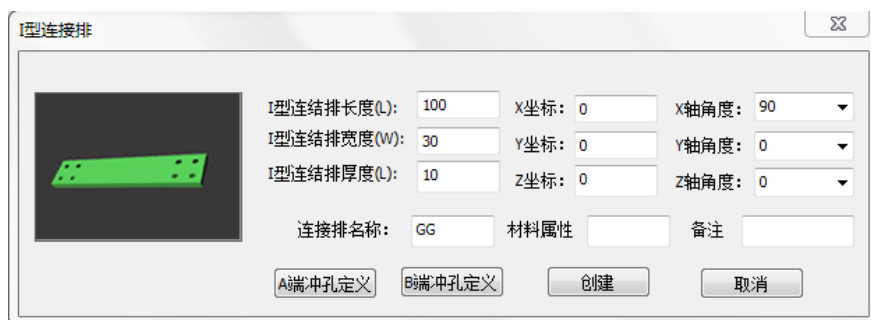 I型连接排
I型连结排长度(L): 100 X坐标: 0 X轴角度: 90
I型连结排宽度(W): 30 Y坐标: 0 Y轴角度: 0
I型连结排厚度(L): 10 Z坐标: 0 Z轴角度: 0
连接排名称: GG 材料属性 备注
A端冲孔定义 B端冲孔定义 创建 取消